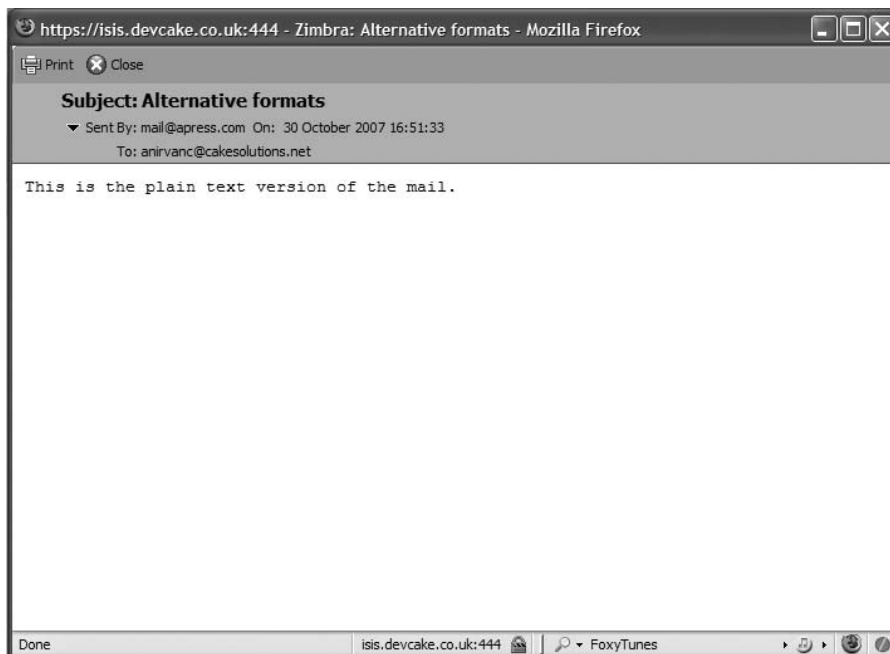 https://isis.devcake.co.uk:444 - Zimbra: Alternative formats - Mozilla Firefox
Print Close
Subject: Alternative formats
Sent By: mail@apress.com On: 30 October 2007 16:51:33
To: anirvanc@cakesolutions.net
This is the plain text version of the mail.
Done isis.devcake.co.uk:444 FoxyTunes